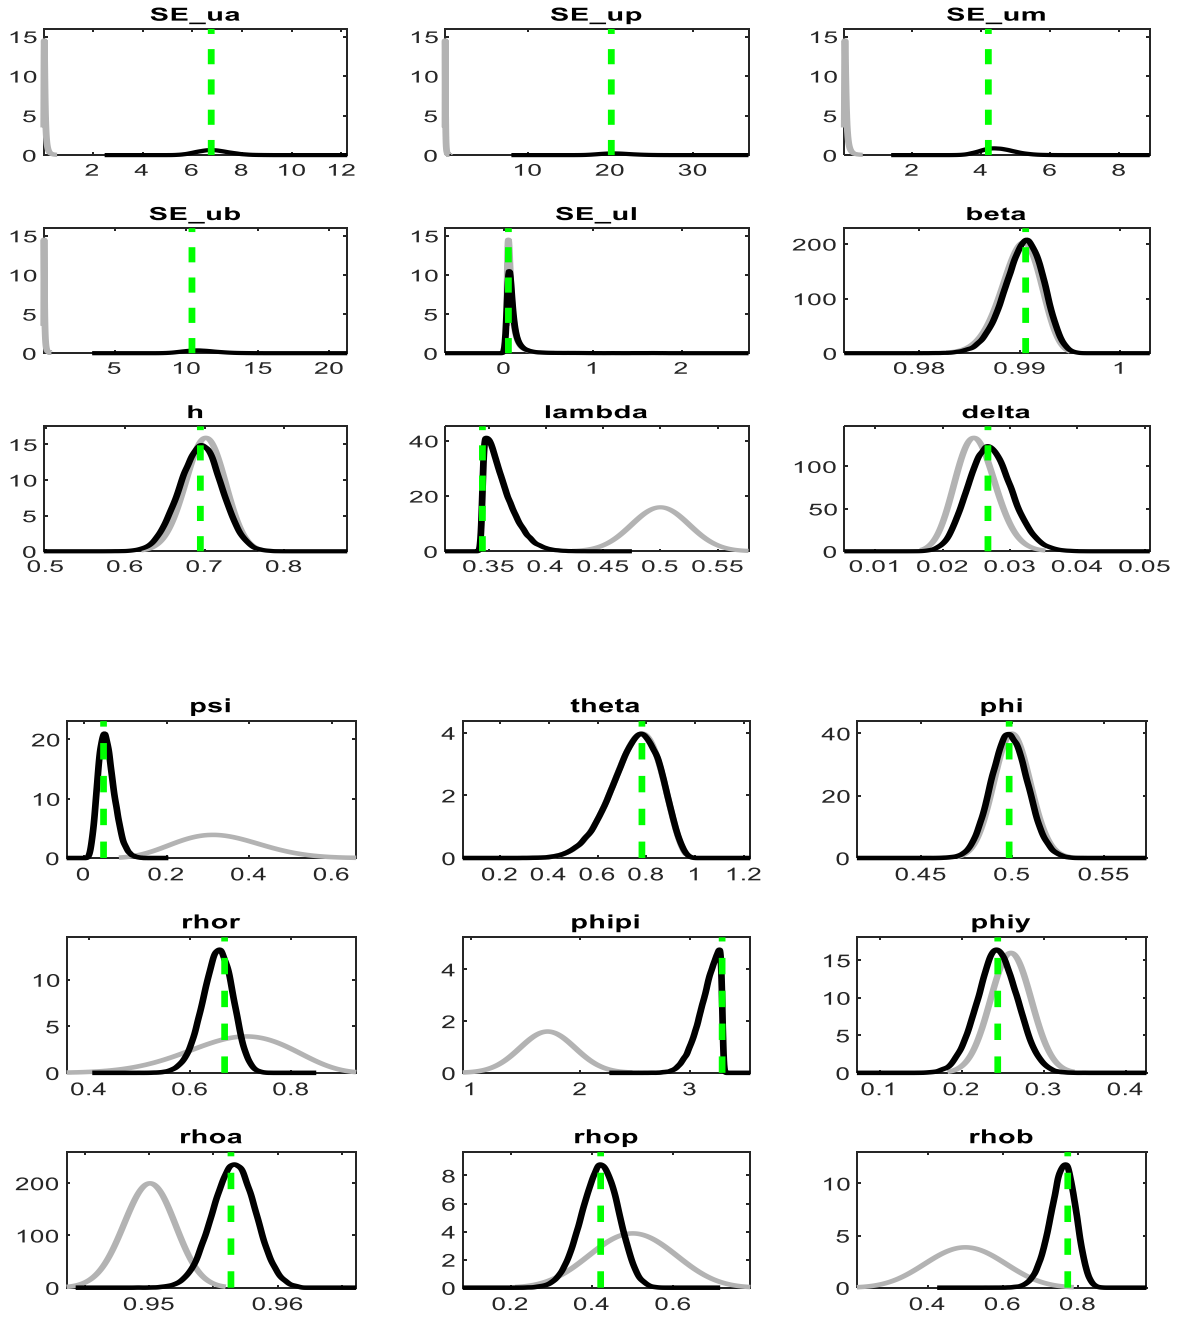 SE_ua SE_up SE_um
15 15 15
10 10 10
5 5 5
0 0 0
2 4 6 8 10 12 10 20 30 2 4 6 8
SE_ub SE_ul beta
15 15 200
10 10 100
5 5
0 0 0
5 10 15 20 0 1 2 0.98 0.99 1
h lambda delta
15 40 100
10 20 50
5
0 0 0
0.5 0.6 0.7 0.8 0.35 0.4 0.45 0.5 0.55 0.01 0.02 0.03 0.04 0.05
psi theta phi
20 4 40
10 2 20
0 0 0
0 0.2 0.4 0.6 0.2 0.4 0.6 0.8 1 1.2 0.45 0.5 0.55
rhor phipi phiy
10 4 15
5 2 10
5
0 0 0
0.4 0.6 0.8 1 2 3 0.1 0.2 0.3 0.4
rhoa rhop rhob
200 8 10
100 6 5
4
2
0 0 0
0.95 0.96 0.2 0.4 0.6 0.4 0.6 0.8